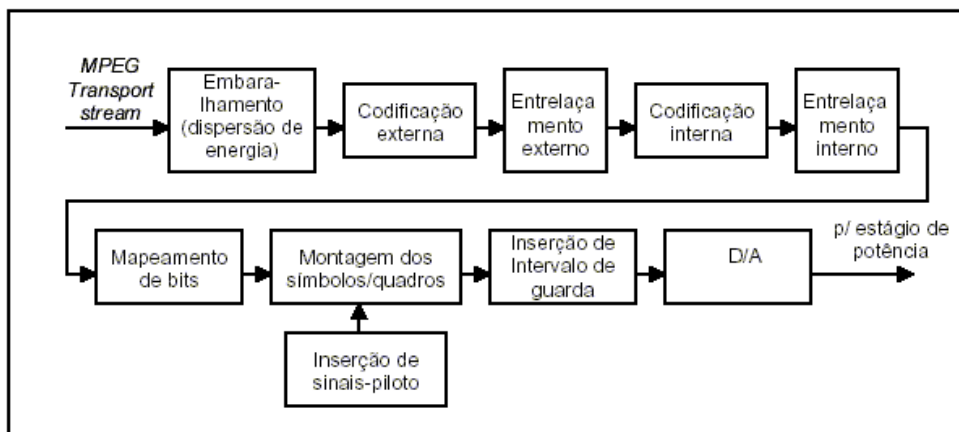 MPEG
Transport
stream
Embara-
lhamento
(dispersão de
energia)
Codificação
externa
Entrelaça
mento
externo
Codificação
interna
Entrelaça
mento
interno
Mapeamento
de bits
Montagem dos
símbolos/quadros
Inserção de
Intervalo de
guarda
D/A
p/ estágio de
potência
Inserção de
sinais-piloto